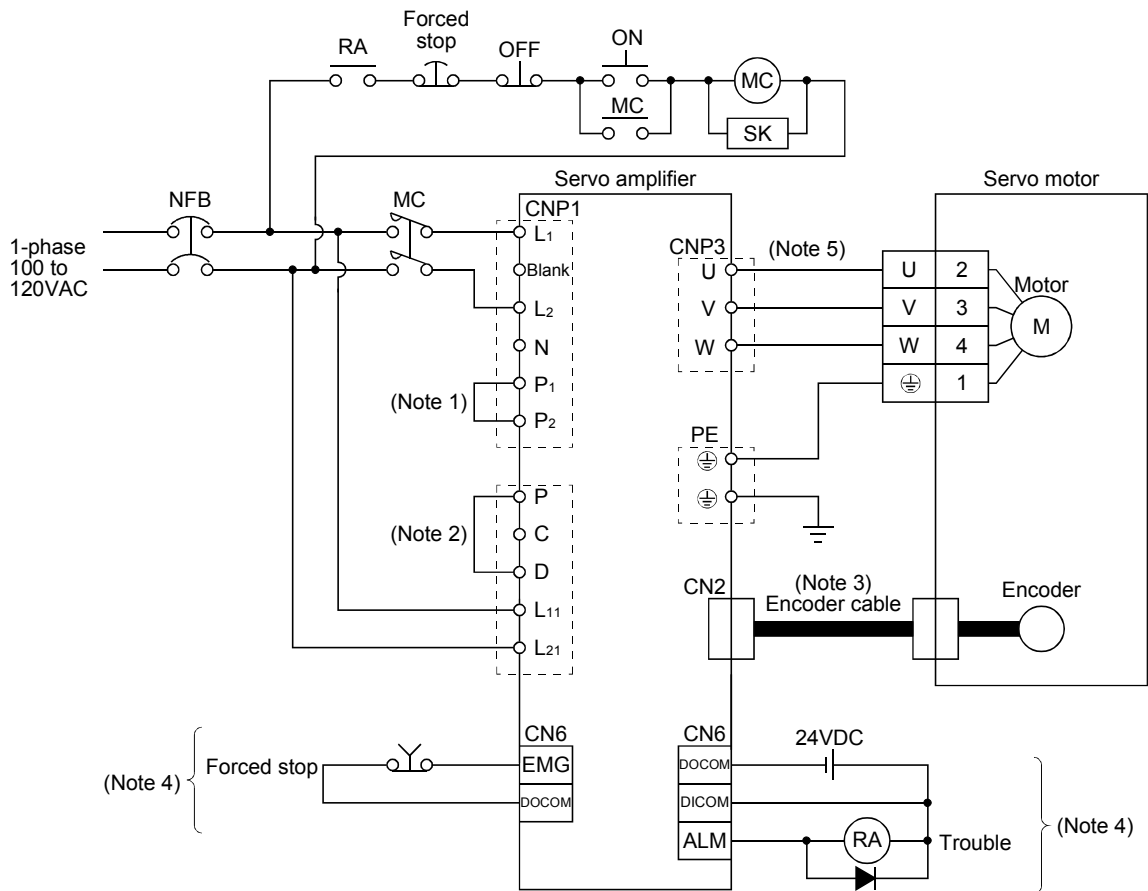 Forced
stop
RA
OFF
ON
MC
MC
SK
Servo amplifier
Servo motor
NFB
MC
CNP1
1-phase
100 to
120VAC
L1
Blank
L2
N
P1
(Note 1)
P2
CNP3
(Note 5)
U
V
W
U 2
V 3
W 4
1
Motor
M
PE
P
(Note 2)
C
D
L11
L21
CN2
(Note 3)
Encoder cable
Encoder
CN6
(Note 4)
Forced stop
EMG
DOCOM
CN6
24VDC
DOCOM
DICOM
ALM
RA
Trouble
(Note 4)